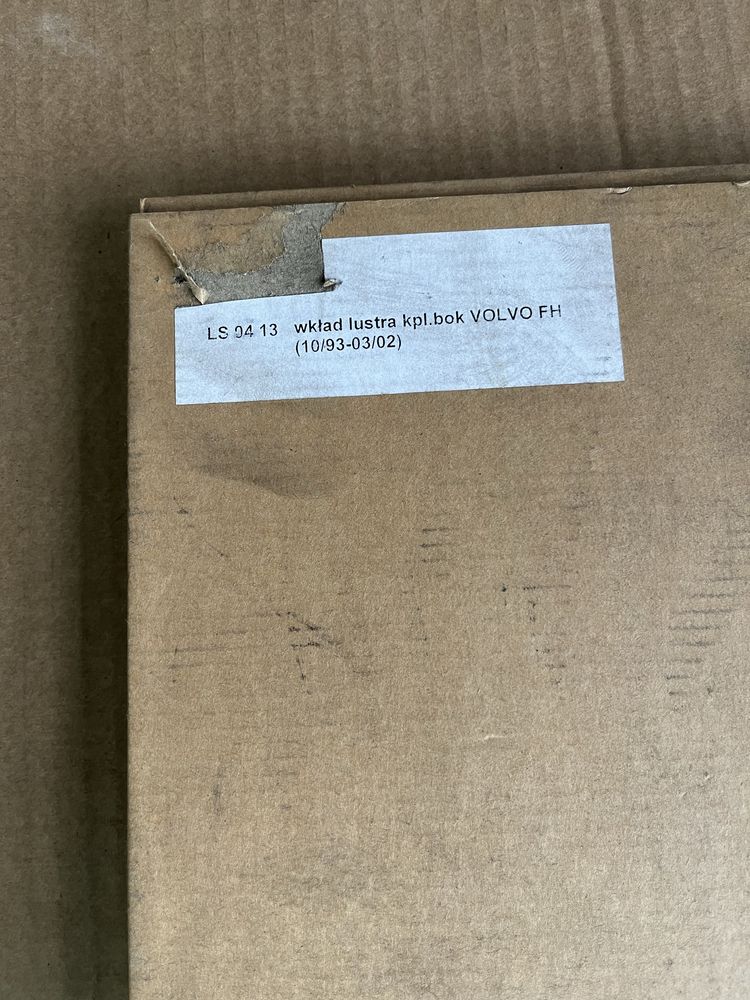 LS 04 13 wkład lustra kpl.bok VOLVO FH
(10/93-03/02)